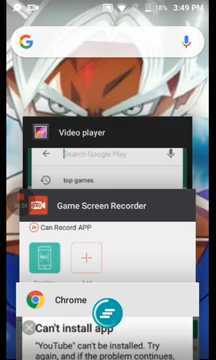 16% 3:49 PM
Video player
Search Google Play
top games
Game Screen Recorder
Can Record APP
Chrome
Can't install app
"YouTube" can't be installed. Try
again, and if the problem continues,